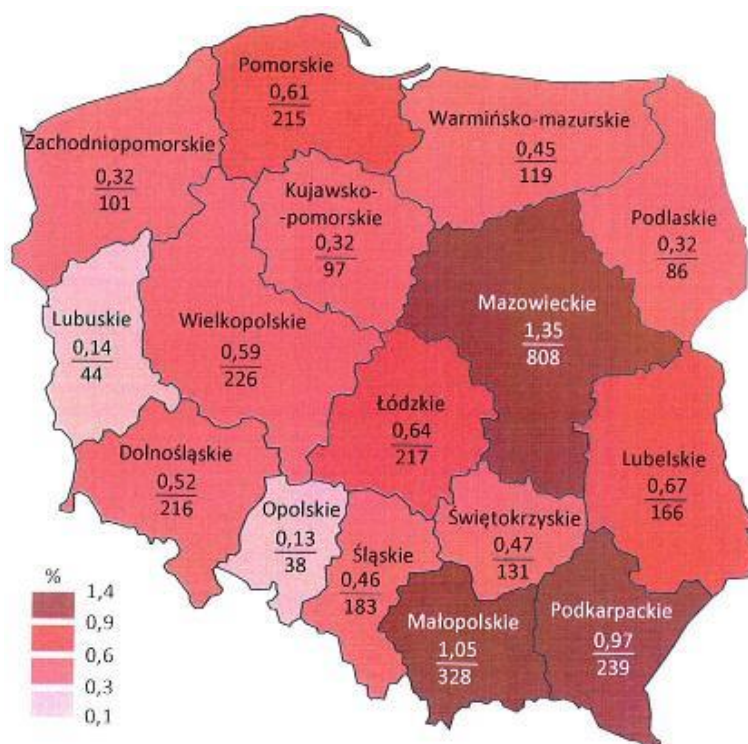 Pomorskie
0,61
215
Warmińsko-mazurskie
0,45
119
Zachodniopomorskie
0,32
101
Kujawsko-
-pomorskie
0,32
97
Podlaskie
0,32
86
Mazowieckie
1,35
808
Lubuskie
0,14
44
Wielkopolskie
0,59
226
Łódzkie
0,64
217
Dolnośląskie
0,52
216
Lubelskie
0,67
166
Opolskie
0,13
38
Świętokrzyskie
0,47
131
Śląskie
0,46
183
Małopolskie
1,05
328
Podkarpackie
0,97
239
%
1,4
0,9
0,6
0,3
0,1